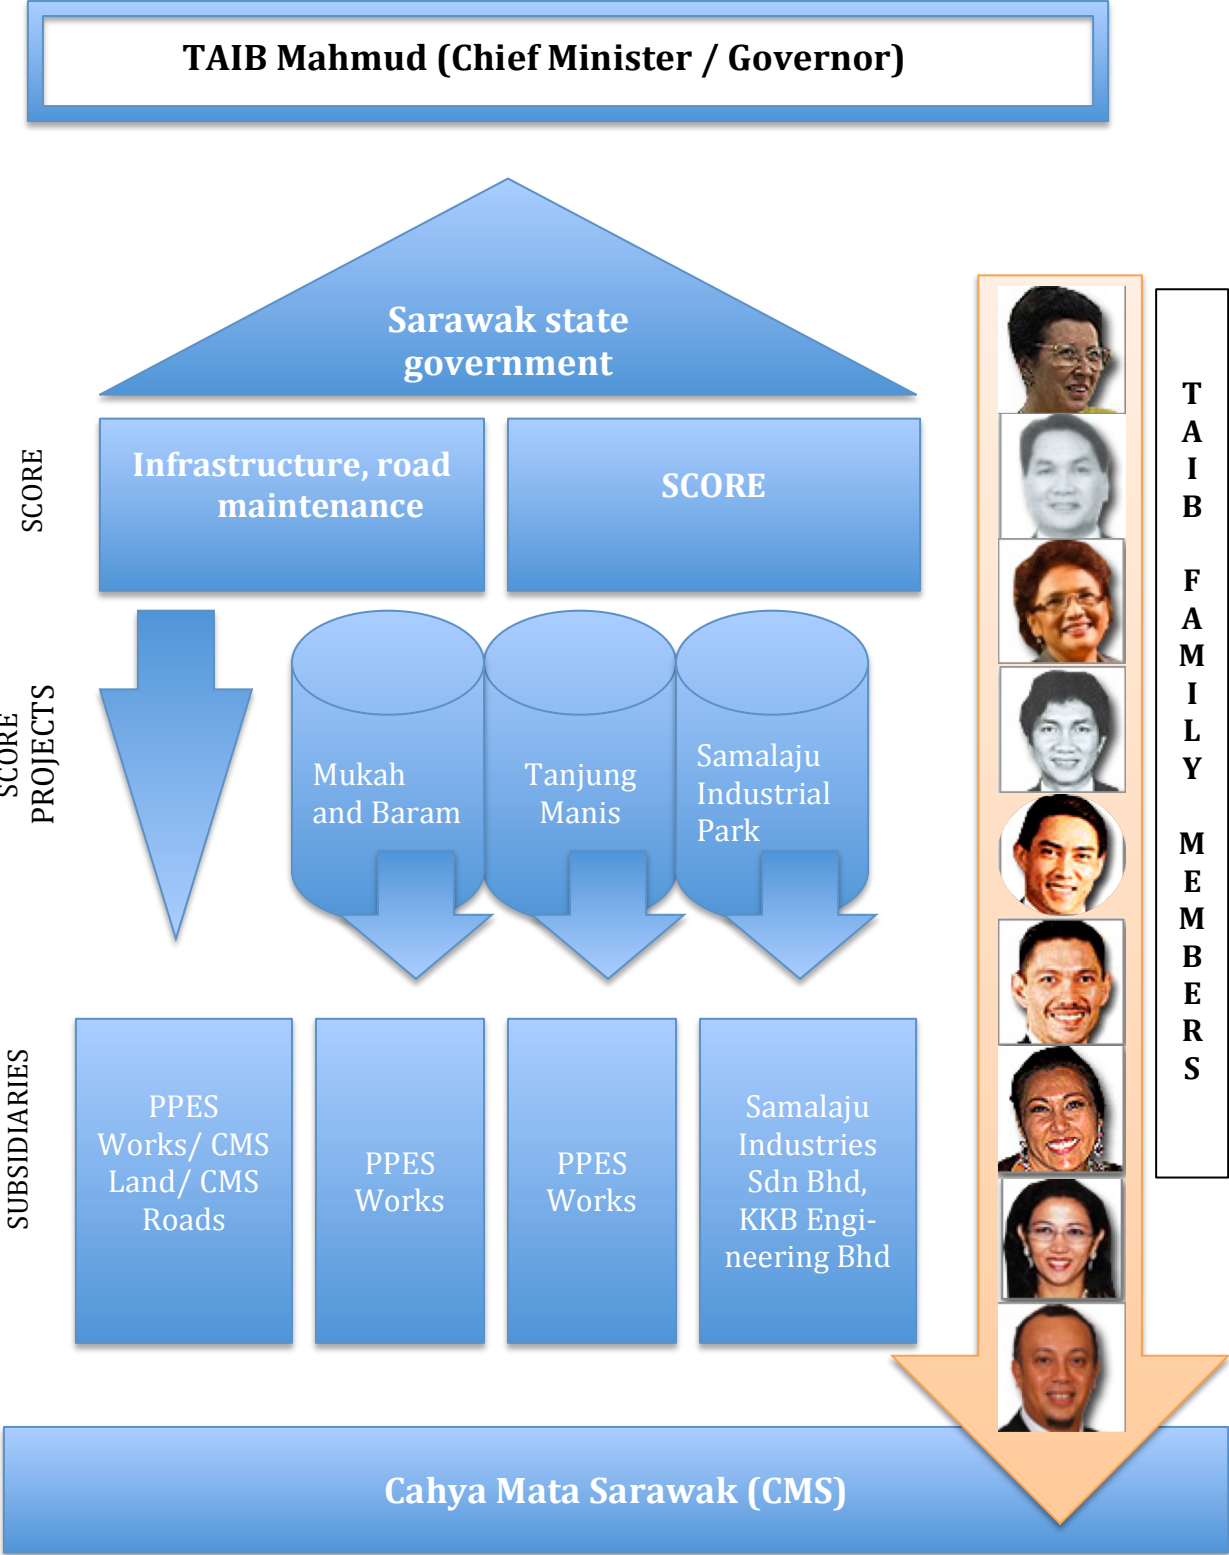 TAIB Mahmud (Chief Minister / Governor)
Sarawak state
government
SCORE
Infrastructure, road
maintenance
SCORE
SCORE
PROJECTS
Mukah
and Baram
Tanjung
Manis
Samalaju
Industrial
Park
SUBSIDIARIES
PPES
Works/ CMS
Land/ CMS
Roads
PPES
Works
PPES
Works
Samalaju
Industries
Sdn Bhd,
KKB Engi-
neering Bhd
T
A
I
B
F
A
M
I
L
Y
M
E
M
B
E
R
S
Cahya Mata Sarawak (CMS)